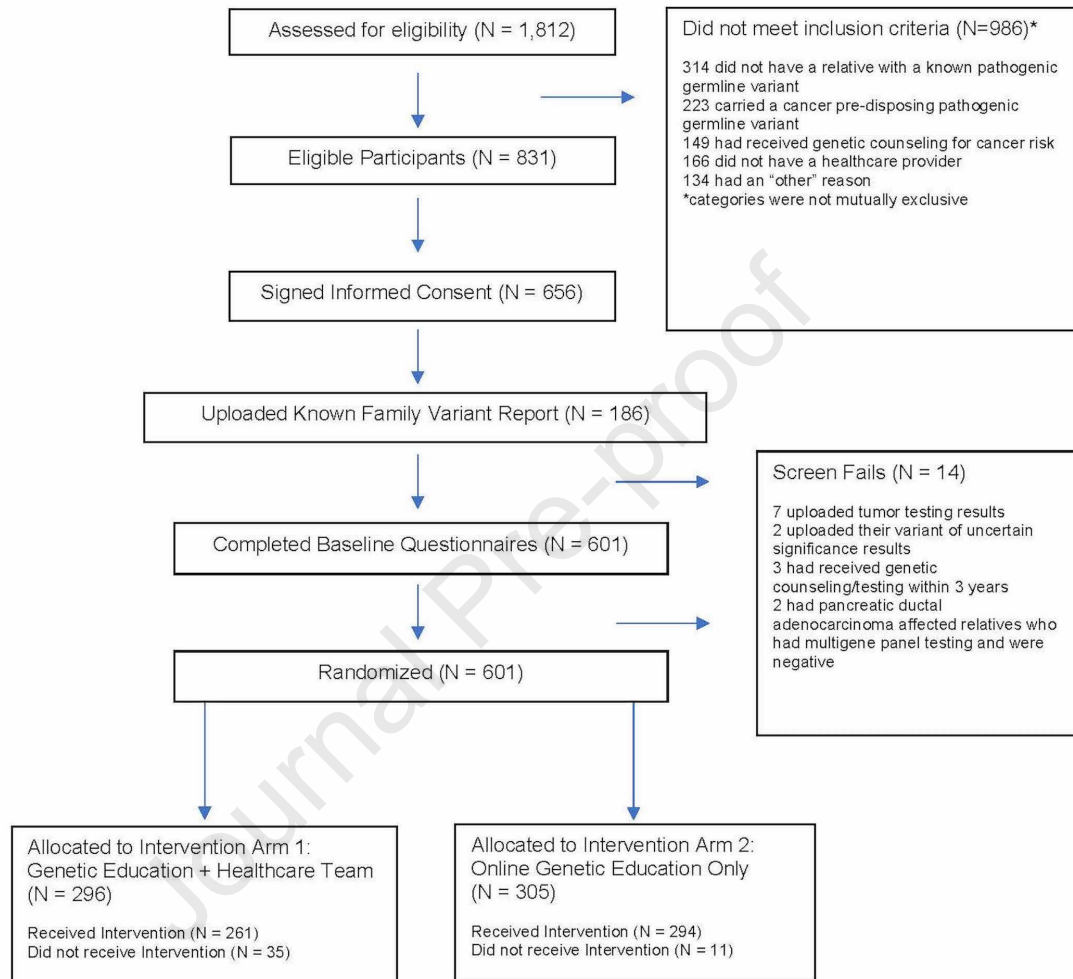 Assessed for eligibility (N = 1,812)
Did not meet inclusion criteria (N=986)*
314 did not have a relative with a known pathogenic
germline variant
223 carried a cancer pre-disposing pathogenic
germline variant
149 had received genetic counseling for cancer risk
166 did not have a healthcare provider
134 had an “other” reason
*categories were not mutually exclusive
Eligible Participants (N = 831)
Signed Informed Consent (N = 656)
Uploaded Known Family Variant Report (N = 186)
Screen Fails (N = 14)
7 uploaded tumor testing results
2 uploaded their variant of uncertain
significance results
3 had received genetic
counseling/testing within 3 years
2 had pancreatic ductal
adenocarcinoma affected relatives who
had multigene panel testing and were
negative
Completed Baseline Questionnaires (N = 601)
Randomized (N = 601)
Allocated to Intervention Arm 1:
Genetic Education + Healthcare Team
(N = 296)
Received Intervention (N = 261)
Did not receive Intervention (N = 35)
Allocated to Intervention Arm 2:
Online Genetic Education Only
(N = 305)
Received Intervention (N = 294)
Did not receive Intervention (N = 11)
Journal Pre-proof